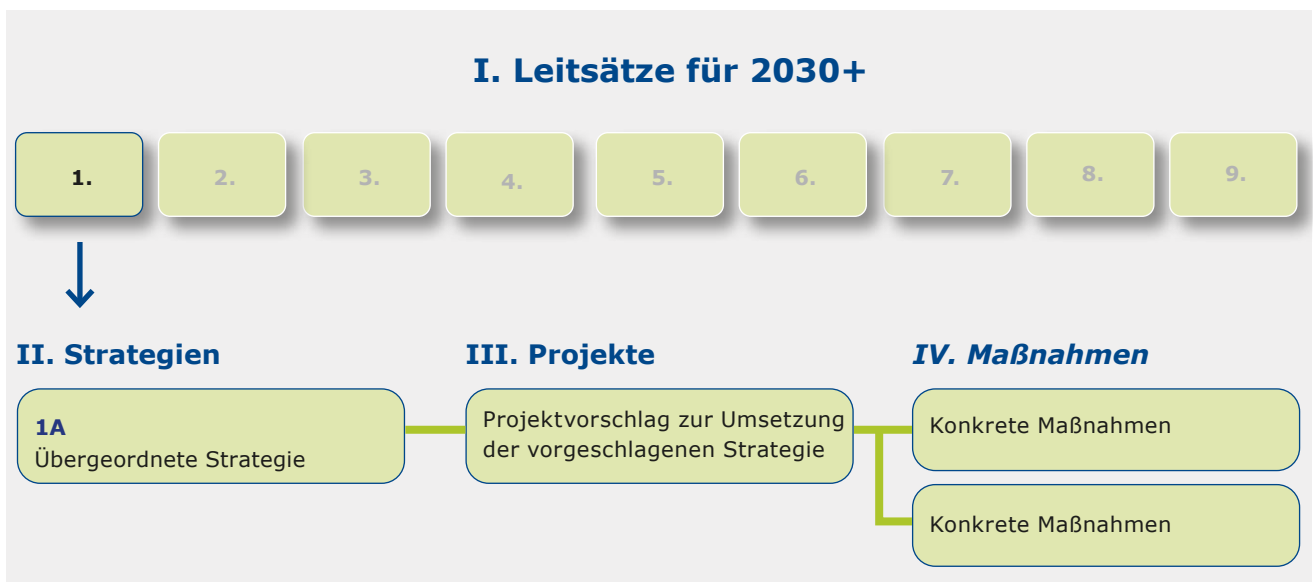 I. Leitsätze für 2030+
1.
2.
3.
4.
5.
6.
7.
8.
9.
II. Strategien
III. Projekte
IV. Maßnahmen
1A
Übergeordnete Strategie
Projektvorschlag zur Umsetzung
der vorgeschlagenen Strategie
Konkrete Maßnahmen
Konkrete Maßnahmen